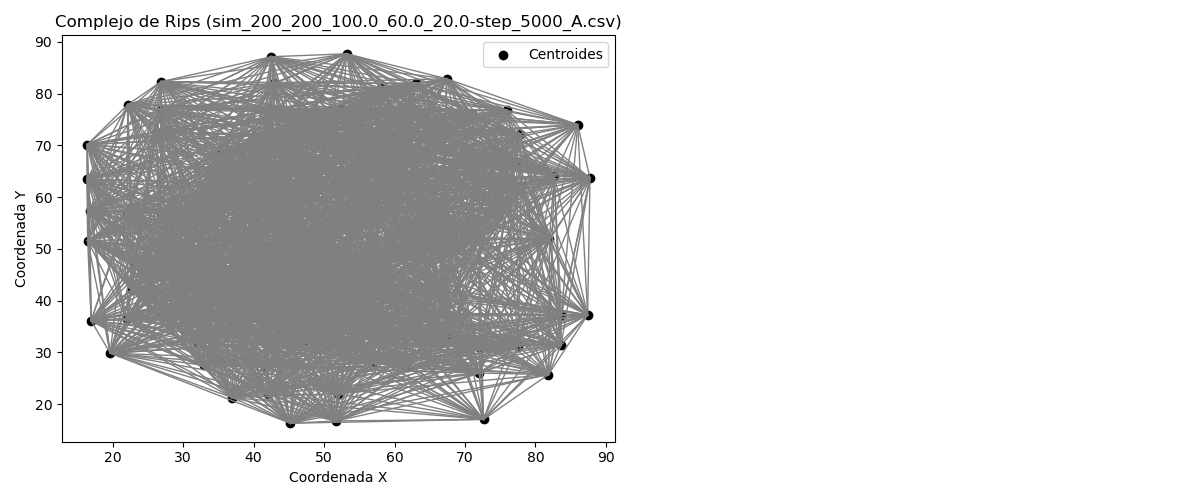 Complejo de Rips (sim_200_200_100.0_60.0_20.0-step_5000_A.csv)
Centroides
90
80
70
60
50
40
30
20
Coordenada Y
20 30 40 50 60 70 80 90
Coordenada X